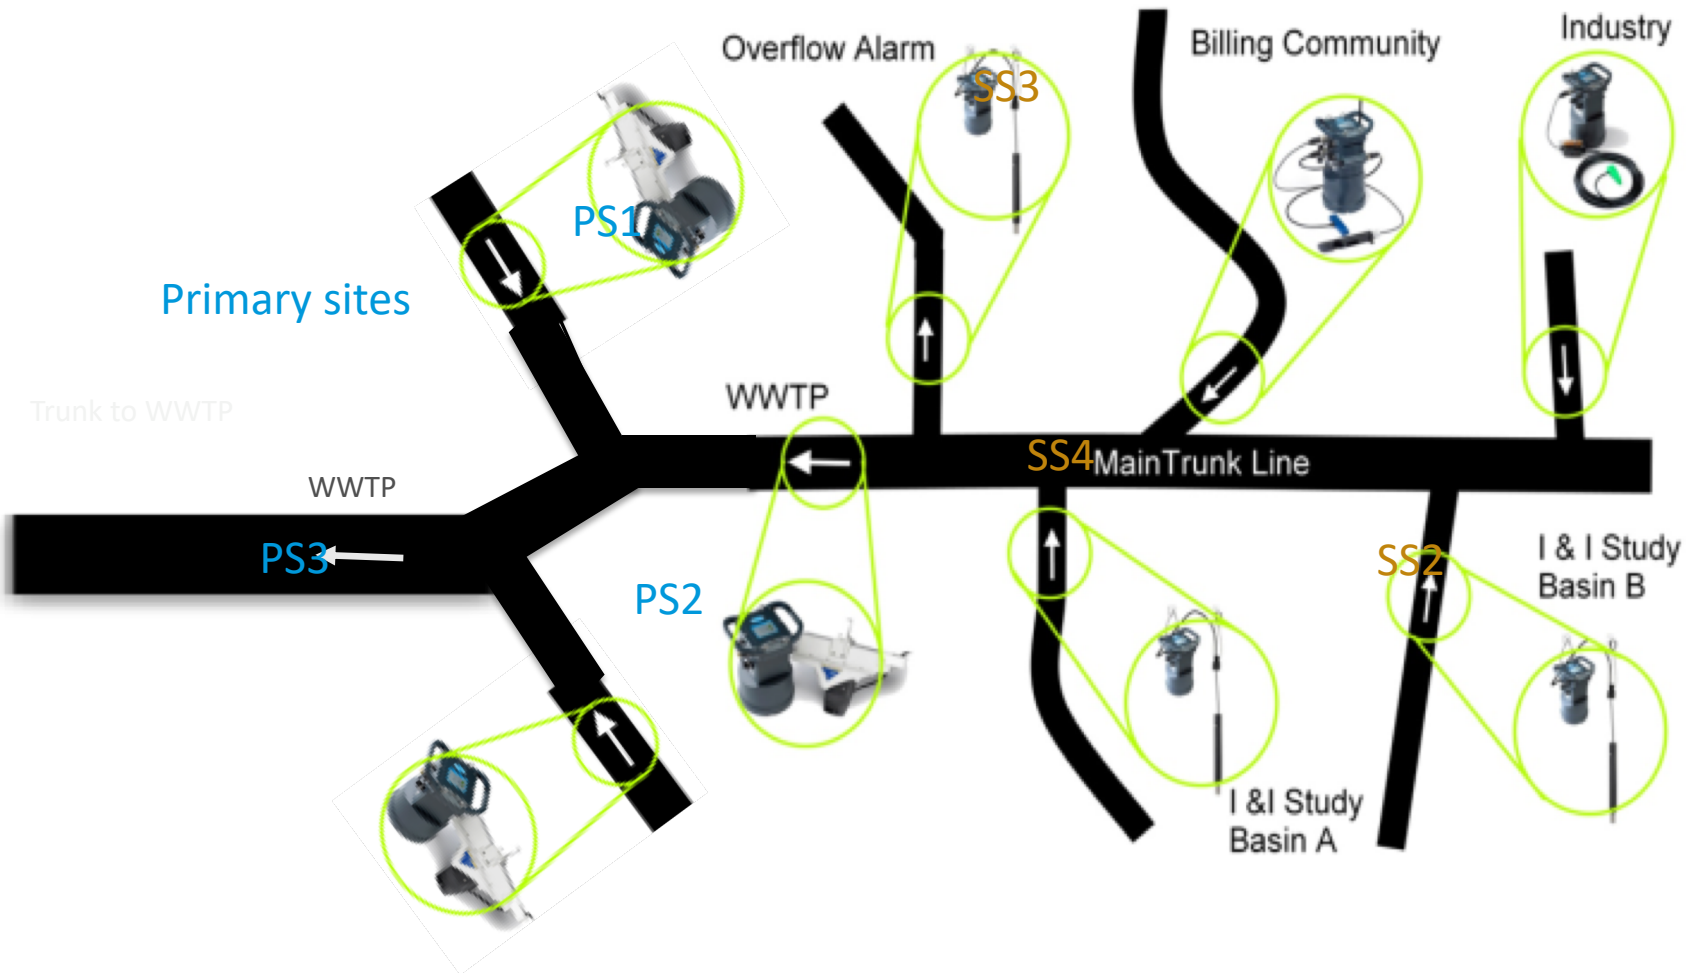 Overflow Alarm
Billing Community
Industry
SS3
PS1
Primary sites
Trunk to WWTP
WWTP
SS4
MainTrunk Line
WWTP
PS3
PS2
SS2
I & I Study
Basin B
I &I Study
Basin A